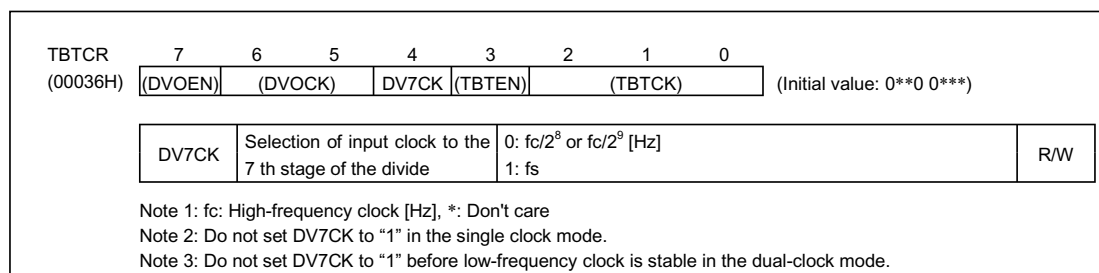 TBTCR 7 6 5 4 3 2 1 0
(00036H) (DVOEN) (DVOCK) DV7CK (TBTEN) (TBTCK) (Initial value: 0**0 0***)
DV7CK Selection of input clock to the 7 th stage of the divide 0: fc/2⁸ or fc/2⁹ [Hz] 1: fs R/W
Note 1: fc: High-frequency clock [Hz], *: Don't care
Note 2: Do not set DV7CK to “1” in the single clock mode.
Note 3: Do not set DV7CK to “1” before low-frequency clock is stable in the dual-clock mode.